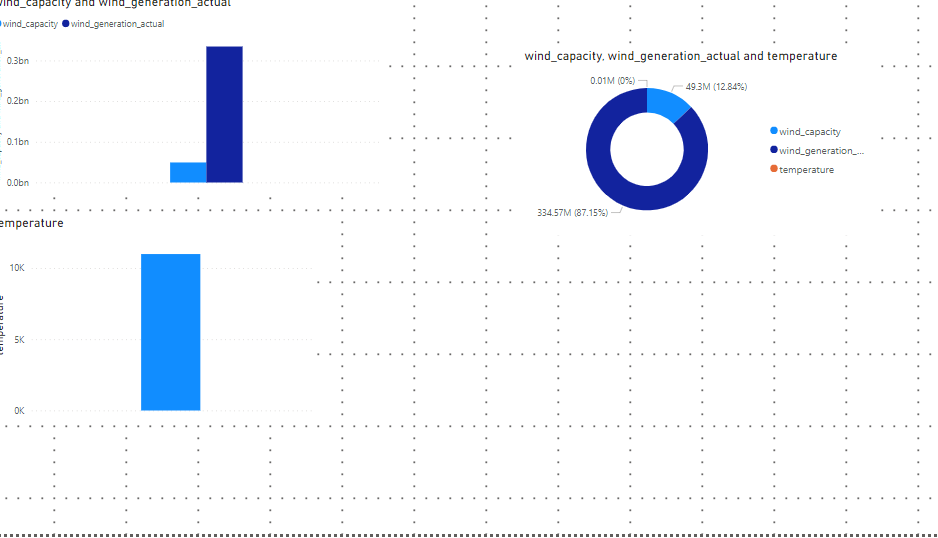 wind_capacity and wind_generation_actual
wind_capacity wind_generation_actual
0.3bn
0.2bn
0.1bn
0.0bn
wind_capacity, wind_generation_actual and temperature
0.01M (0%)
49.3M (12.84%)
334.57M (87.15%)
wind_capacity
wind_generation_...
temperature
emperature
10K
5K
0K
temperature